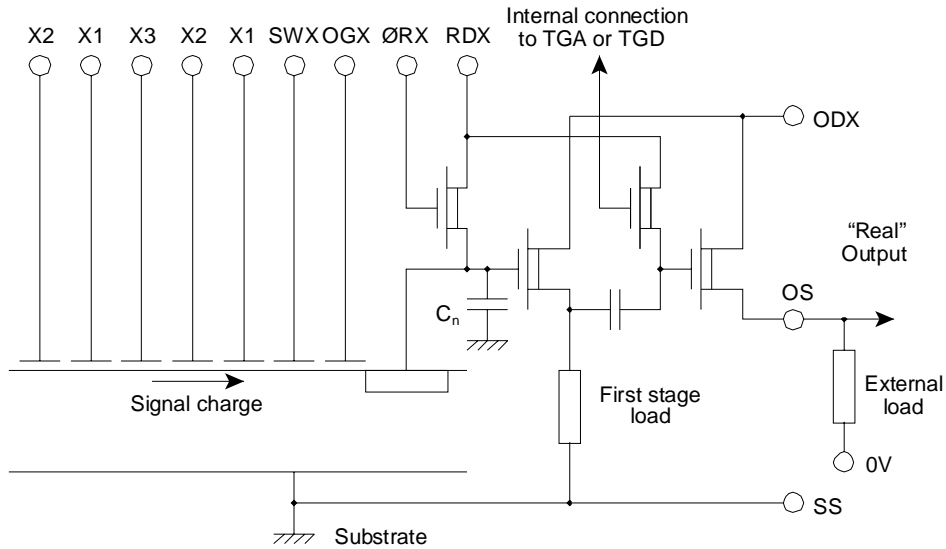 Internal connection
to TGA or TGD
X2 X1 X3 X2 X1 SWX OGX ØRX RDX
ODX
“Real”
Output
OS
Cn
Signal charge
First stage
load
External
load
0V
SS
Substrate